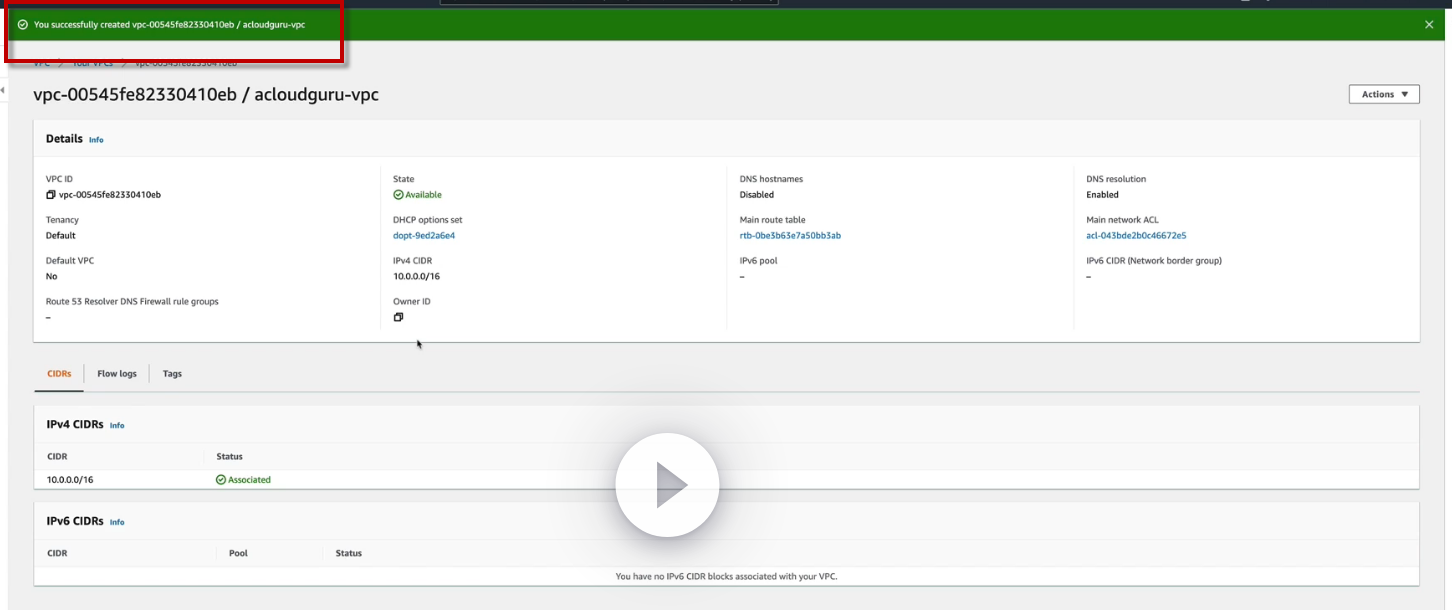 You successfully created vpc-00545fe82330410eb / acloudguru-vpc
VPC > Your VPCs > vpc-00545fe82330410eb
vpc-00545fe82330410eb / acloudguru-vpc
Actions
Details Info
VPC ID
vpc-00545fe82330410eb
State
Available
DNS hostnames
Disabled
DNS resolution
Enabled
Tenancy
Default
DHCP options set
dopt-9ed2a6e4
Main route table
rtb-0be3b63e7a50bb3ab
Main network ACL
acl-043bde2b0c46672e5
Default VPC
No
IPv4 CIDR
10.0.0.0/16
IPv6 pool
–
IPv6 CIDR (Network border group)
–
Route 53 Resolver DNS Firewall rule groups
–
Owner ID
CIDRs Flow logs Tags
IPv4 CIDRs Info
CIDR Status
10.0.0.0/16 Associated
IPv6 CIDRs Info
CIDR Pool Status
You have no IPv6 CIDR blocks associated with your VPC.